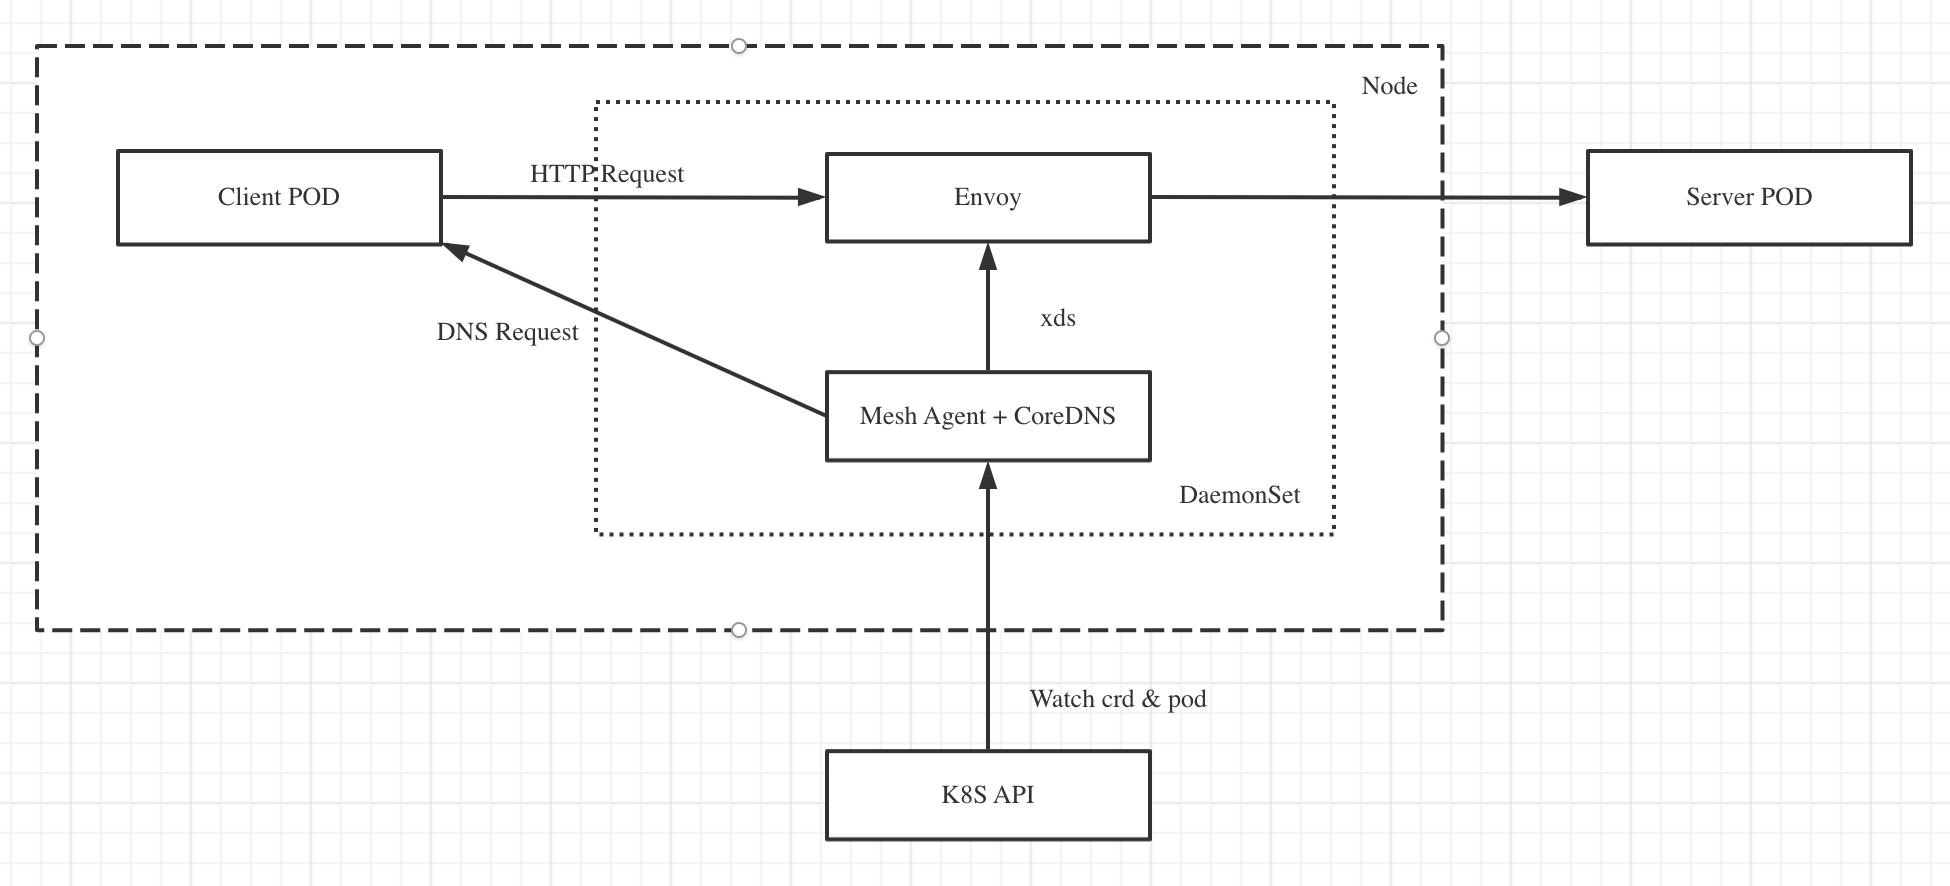 Node
Client POD
HTTP Request
Envoy
Server POD
DNS Request
xds
Mesh Agent + CoreDNS
DaemonSet
Watch crd & pod
K8S API